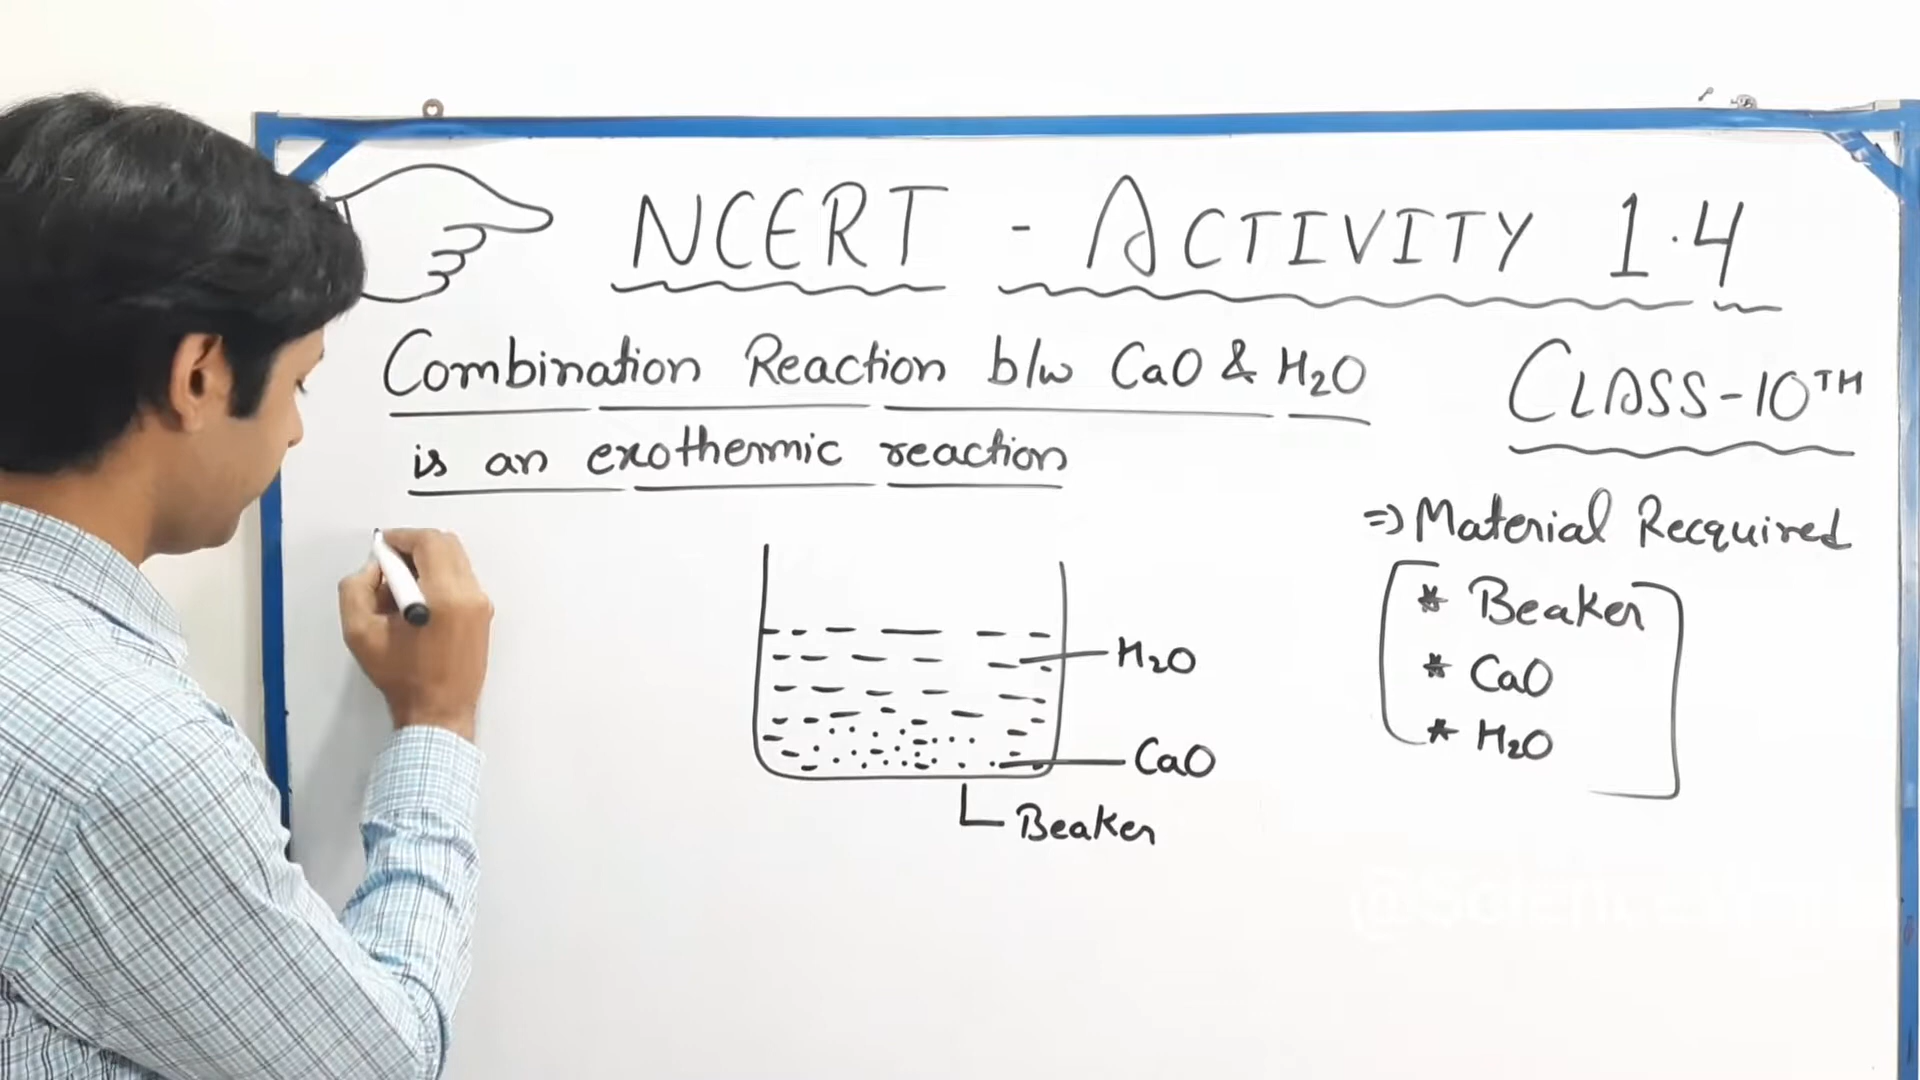 NCERT - ACTIVITY 1.4
Combination Reaction b/w CaO & H₂O
is an exothermic reaction
CLASS-10TH
⇒ Material Recquired
* Beaker
* CaO
* H₂O
H₂O
CaO
Beaker